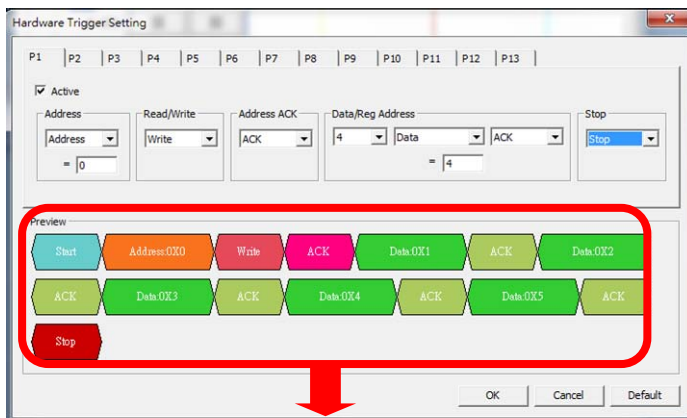 Hardware Trigger Setting
P1 P2 P3 P4 P5 P6 P7 P8 P9 P10 P11 P12 P13
Active
Address Read/Write Address ACK Data/Reg Address Stop
Address Write ACK 4 Data ACK Stop
= 0 = 4
Preview
Start Address:0X0 Write ACK Data:0X1 ACK Data:0X2
ACK Data:0X3 ACK Data:0X4 ACK Data:0X5 ACK
Stop
OK Cancel Default